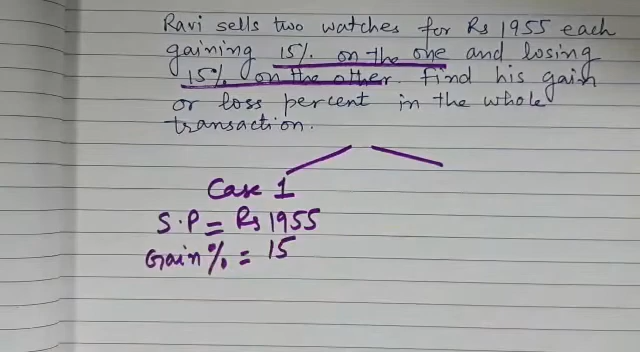 Ravi sells two watches for Rs 1955 each
gaining 15% on the one and losing
15% on the other. Find his gain
or loss percent in the whole
transaction.
Case 1
S.P = Rs 1955
Gain% = 15